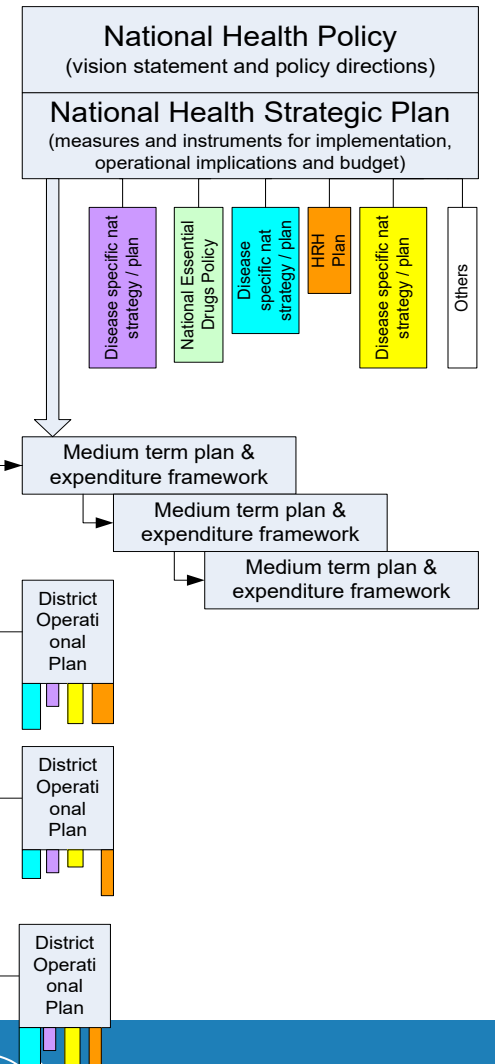 National Health Policy
(vision statement and policy directions)
National Health Strategic Plan
(measures and instruments for implementation,
operational implications and budget)
Disease specific nat
strategy / plan
National Essential
Drugs Policy
Disease
specific nat
strategy / plan
HRH
Plan
Disease specific nat
strategy / plan
Others
Medium term plan &
expenditure framework
Medium term plan &
expenditure framework
Medium term plan &
expenditure framework
District
Operati
onal
Plan
District
Operati
onal
Plan
District
Operati
onal
Plan